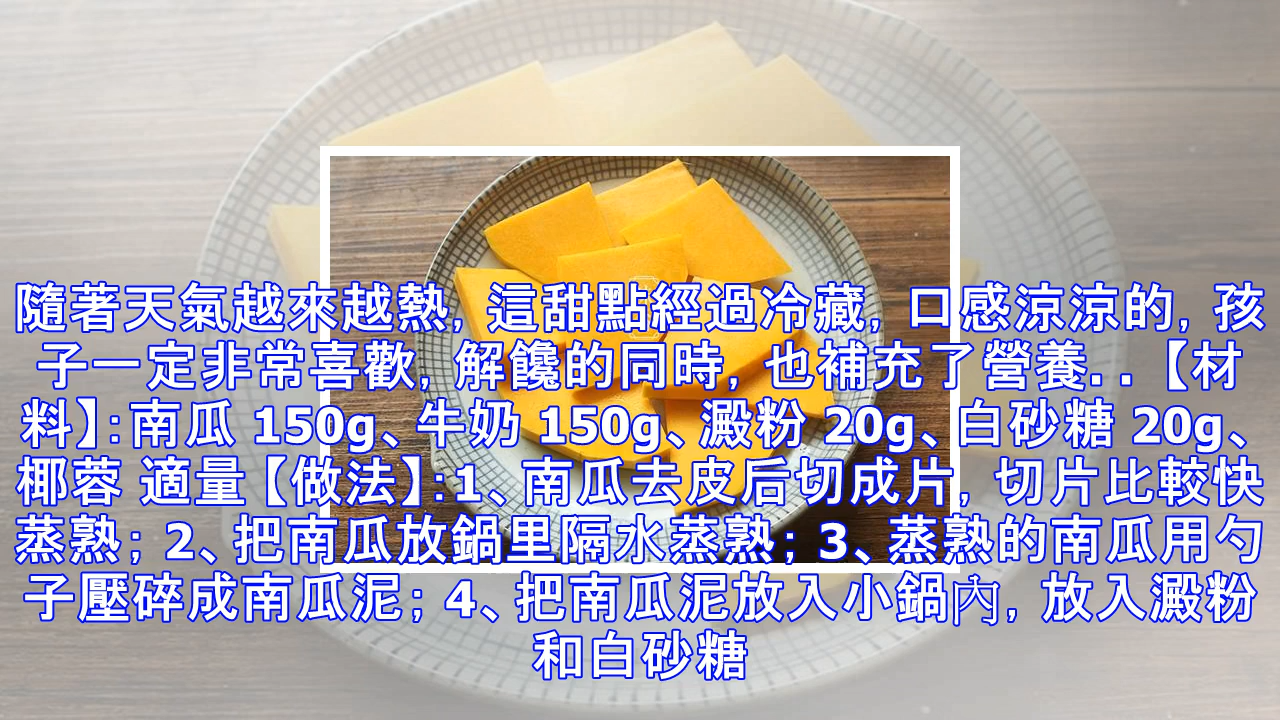 隨著天氣越來越熱, 這甜點經過冷藏, 口感涼涼的, 孩
子一定非常喜歡, 解饞的同時, 也補充了營養. . 【材
料】: 南瓜 150g、牛奶 150g、澱粉 20g、白砂糖 20g、
椰蓉 適量 【做法】: 1、南瓜去皮后切成片, 切片比較快
蒸熟; 2、把南瓜放鍋里隔水蒸熟; 3、蒸熟的南瓜用勺
子壓碎成南瓜泥; 4、把南瓜泥放入小鍋內, 放入澱粉
和白砂糖